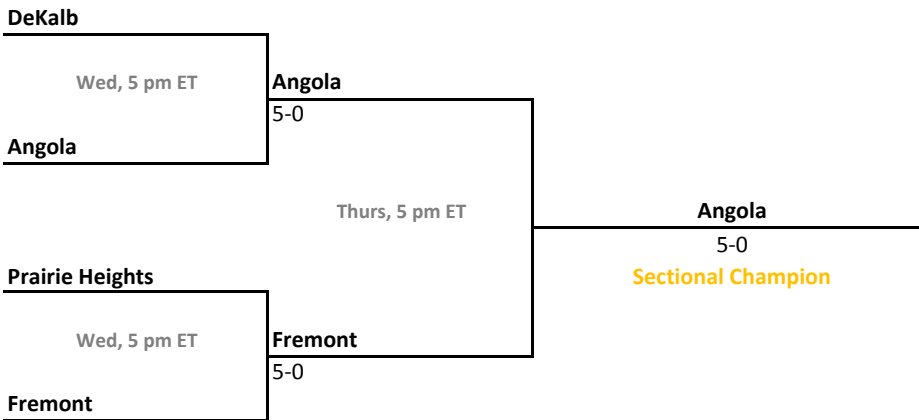 DeKalb
Wed, 5 pm ET
Angola
5-0
Angola
Thurs, 5 pm ET
Angola
5-0
Sectional Champion
Prairie Heights
Wed, 5 pm ET
Fremont
5-0
Fremont